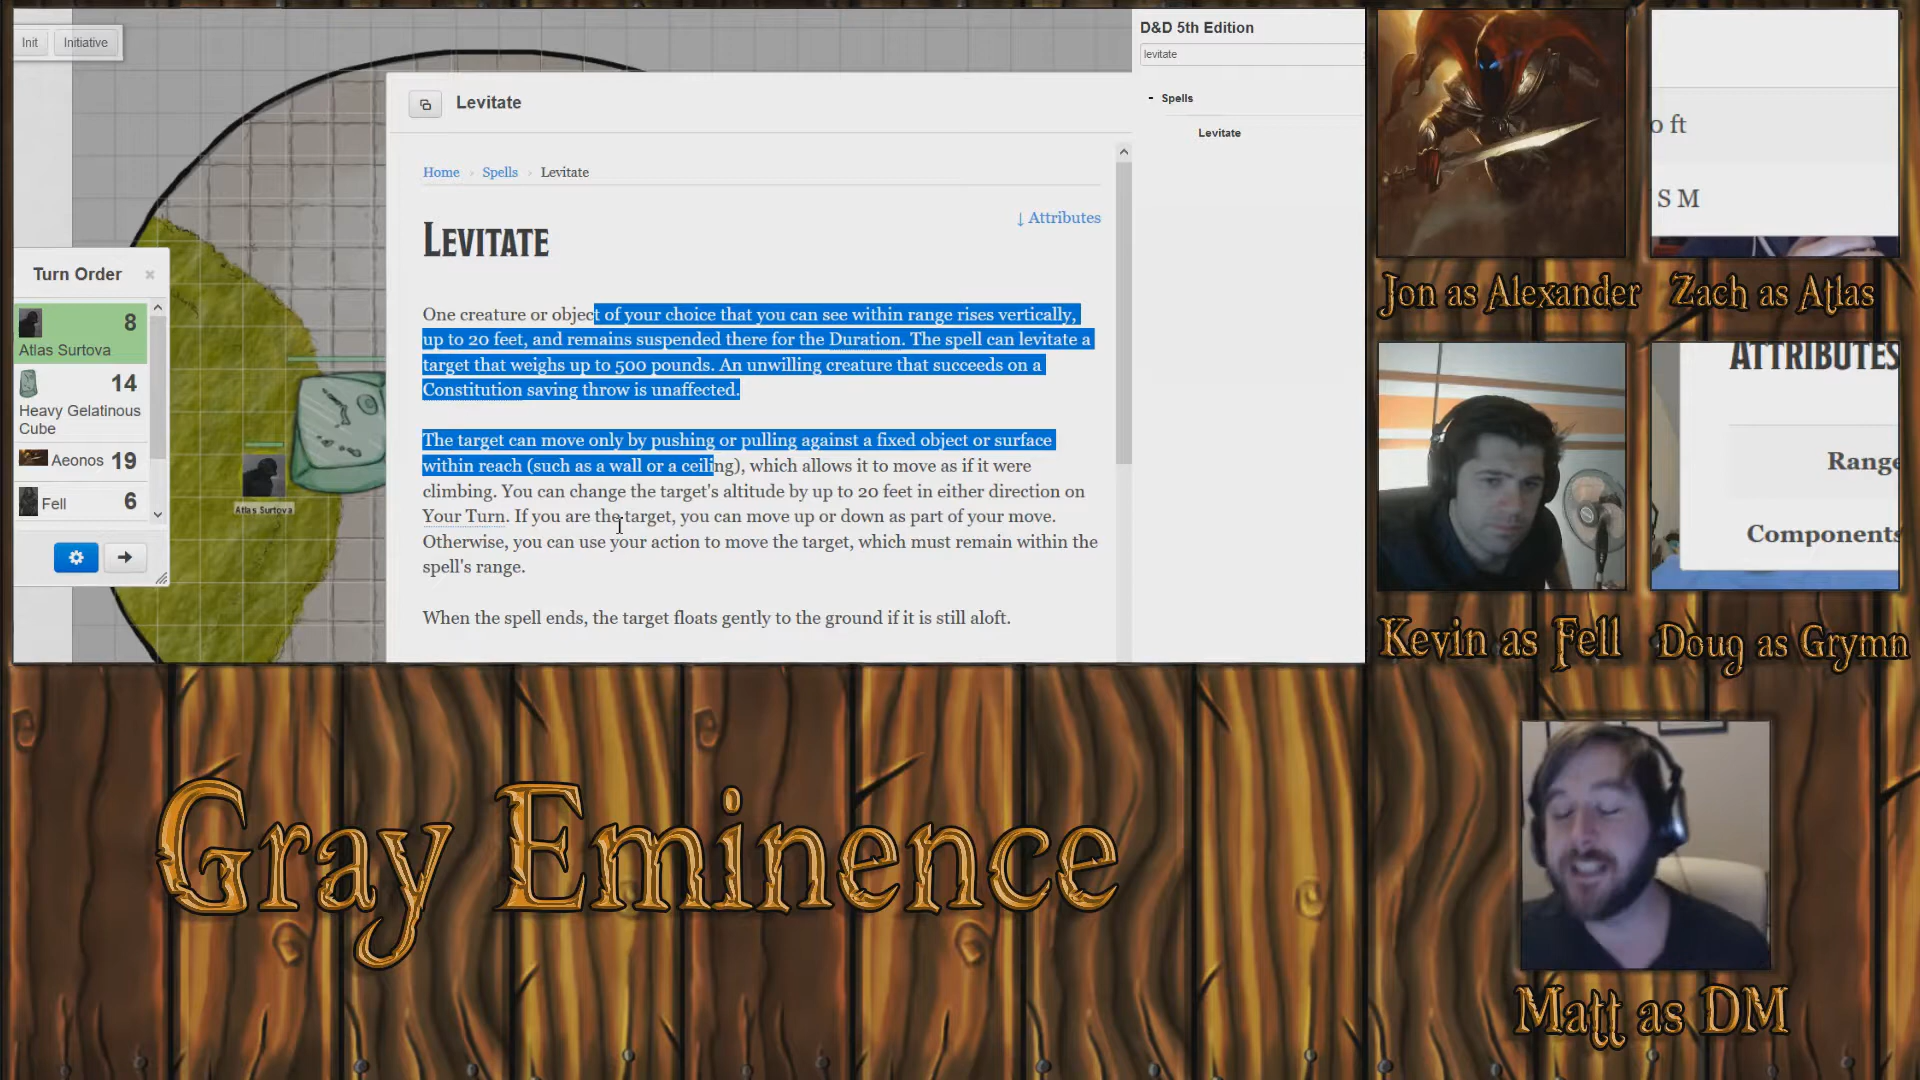 Init
Initiative
Turn Order
8
Atlas Surtova
14
Heavy Gelatinous
Cube
Aeonos 19
Fell 6
Atlas Surtova
Levitate
Home › Spells › Levitate
↓ Attributes
LEVITATE
One creature or object of your choice that you can see within range rises vertically,
up to 20 feet, and remains suspended there for the Duration. The spell can levitate a
target that weighs up to 500 pounds. An unwilling creature that succeeds on a
Constitution saving throw is unaffected.
The target can move only by pushing or pulling against a fixed object or surface
within reach (such as a wall or a ceiling), which allows it to move as if it were
climbing. You can change the target's altitude by up to 20 feet in either direction on
Your Turn. If you are the target, you can move up or down as part of your move.
Otherwise, you can use your action to move the target, which must remain within the
spell's range.
When the spell ends, the target floats gently to the ground if it is still aloft.
D&D 5th Edition
levitate
- Spells
Levitate
o ft
S M
Jon as Alexander
Zach as Atlas
ATTRIBUTES
Range
Components
Kevin as Fell
Doug as Grymn
Gray Eminence
Matt as DM